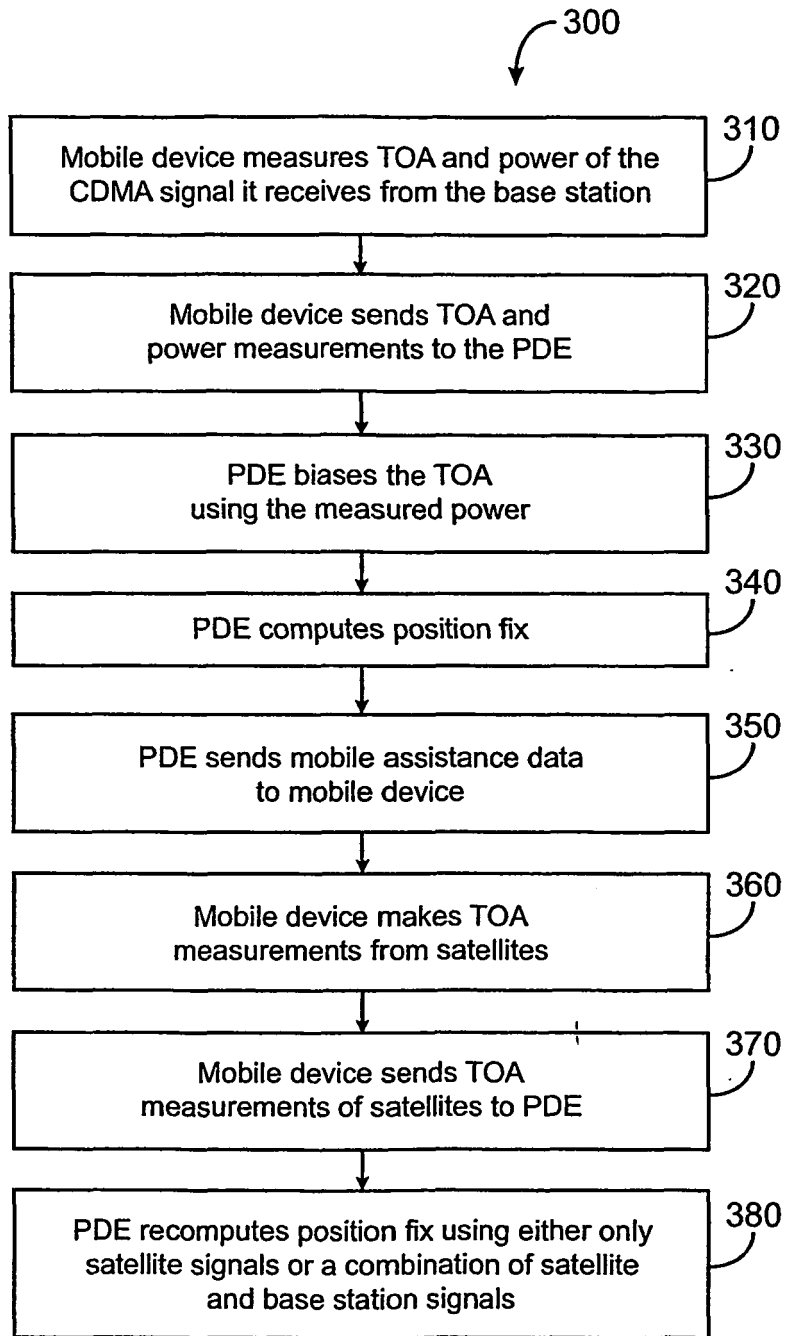 300
310
Mobile device measures TOA and power of the
CDMA signal it receives from the base station
320
Mobile device sends TOA and
power measurements to the PDE
330
PDE biases the TOA
using the measured power
340
PDE computes position fix
350
PDE sends mobile assistance data
to mobile device
360
Mobile device makes TOA
measurements from satellites
370
Mobile device sends TOA
measurements of satellites to PDE
380
PDE recomputes position fix using either only
satellite signals or a combination of satellite
and base station signals